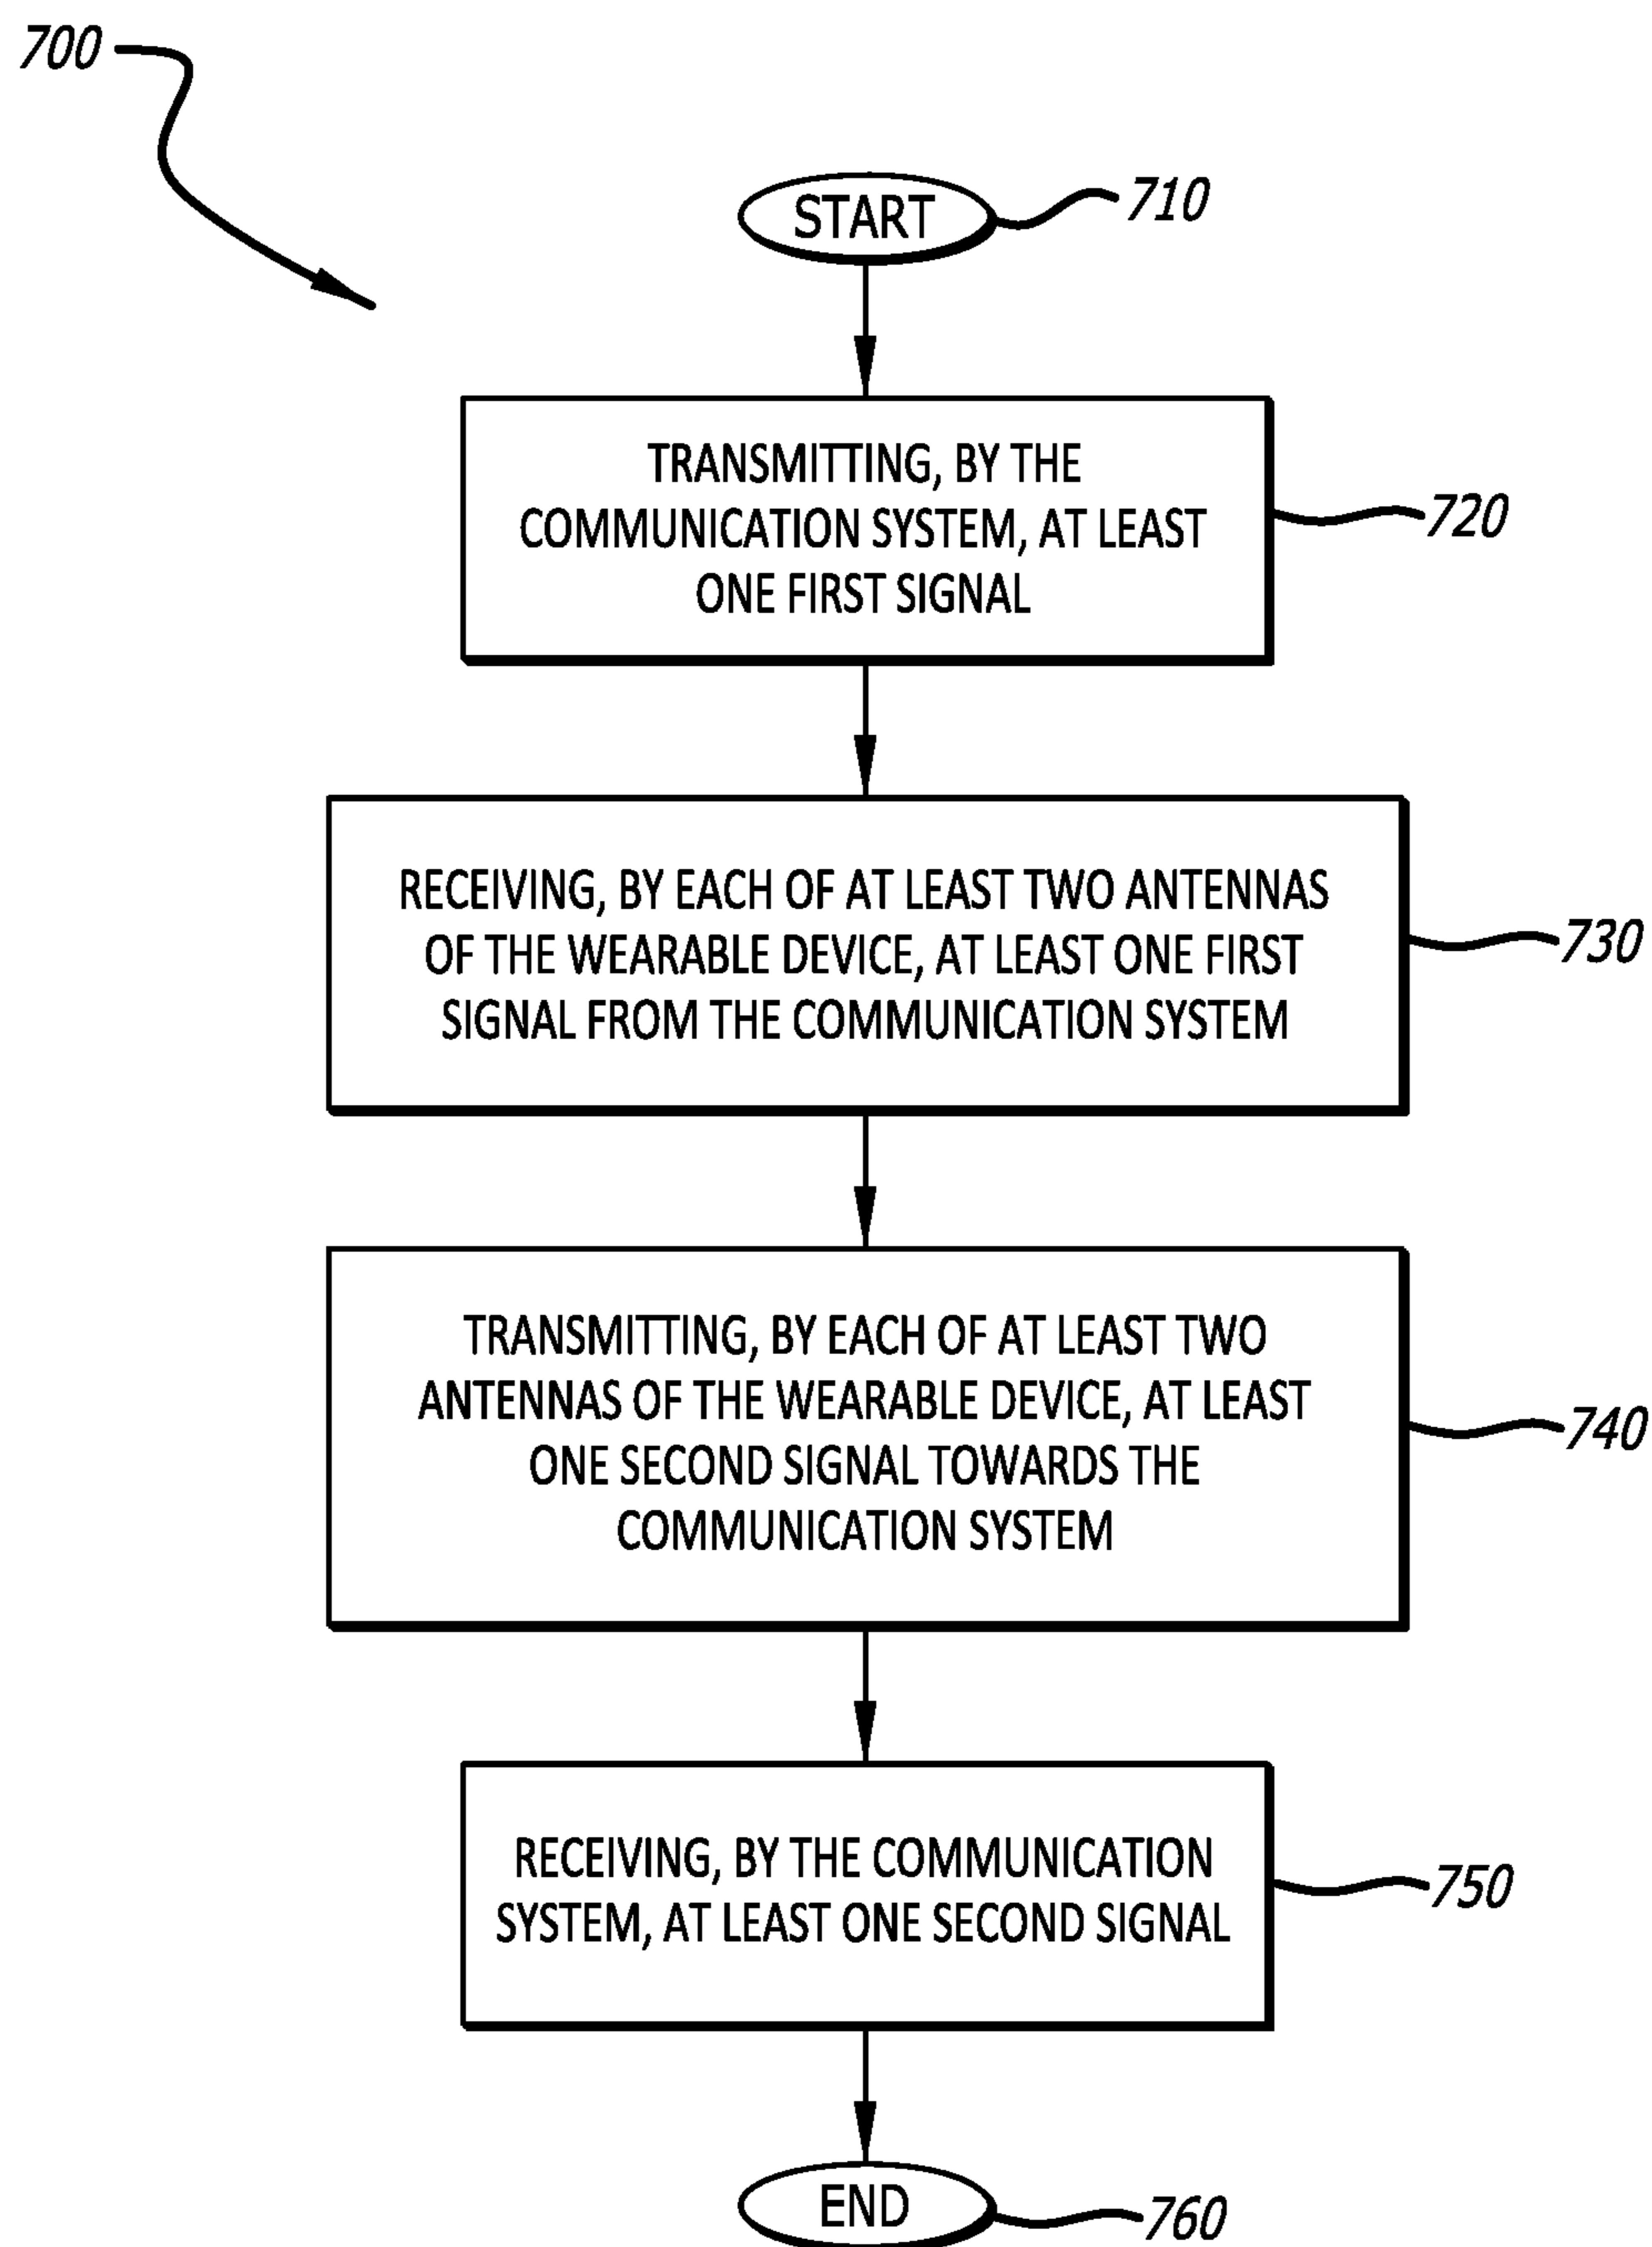 700
START
710
TRANSMITTING, BY THE
COMMUNICATION SYSTEM, AT LEAST
ONE FIRST SIGNAL
720
RECEIVING, BY EACH OF AT LEAST TWO ANTENNAS
OF THE WEARABLE DEVICE, AT LEAST ONE FIRST
SIGNAL FROM THE COMMUNICATION SYSTEM
730
TRANSMITTING, BY EACH OF AT LEAST TWO
ANTENNAS OF THE WEARABLE DEVICE, AT LEAST
ONE SECOND SIGNAL TOWARDS THE
COMMUNICATION SYSTEM
740
RECEIVING, BY THE COMMUNICATION
SYSTEM, AT LEAST ONE SECOND SIGNAL
750
END
760